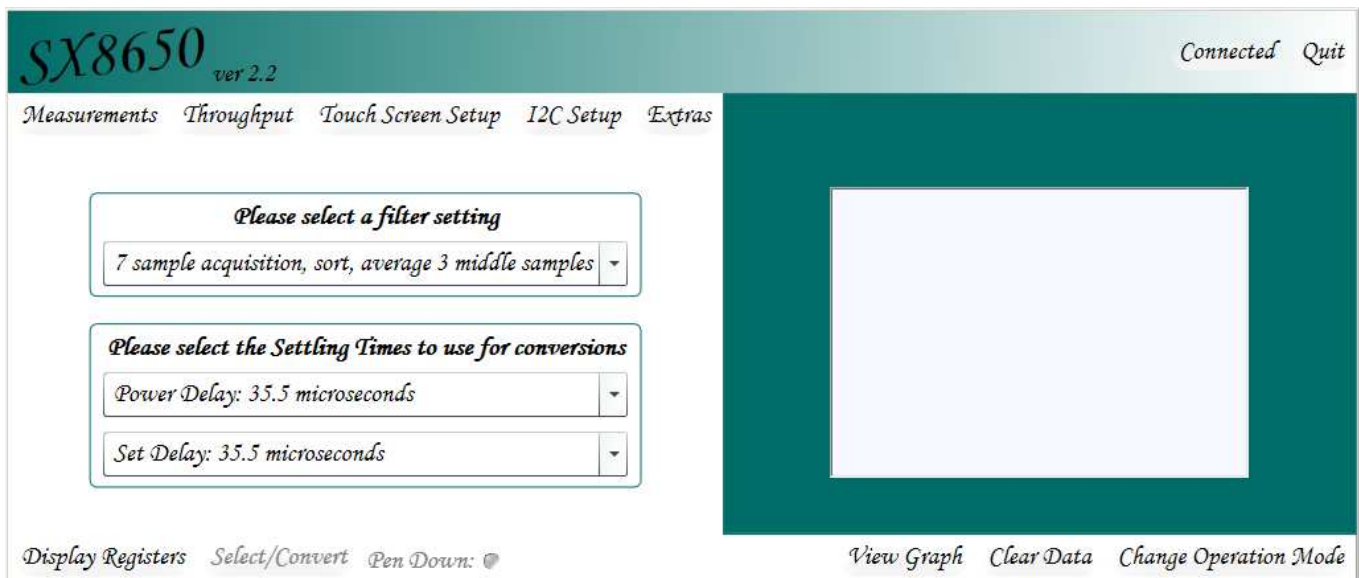 SX8650 ver 2.2
Connected Quit
Measurements Throughput Touch Screen Setup I2C Setup Extras
Please select a filter setting
7 sample acquisition, sort, average 3 middle samples
Please select the Settling Times to use for conversions
Power Delay: 35.5 microseconds
Set Delay: 35.5 microseconds
Display Registers Select/Convert Pen Down:
View Graph Clear Data Change Operation Mode